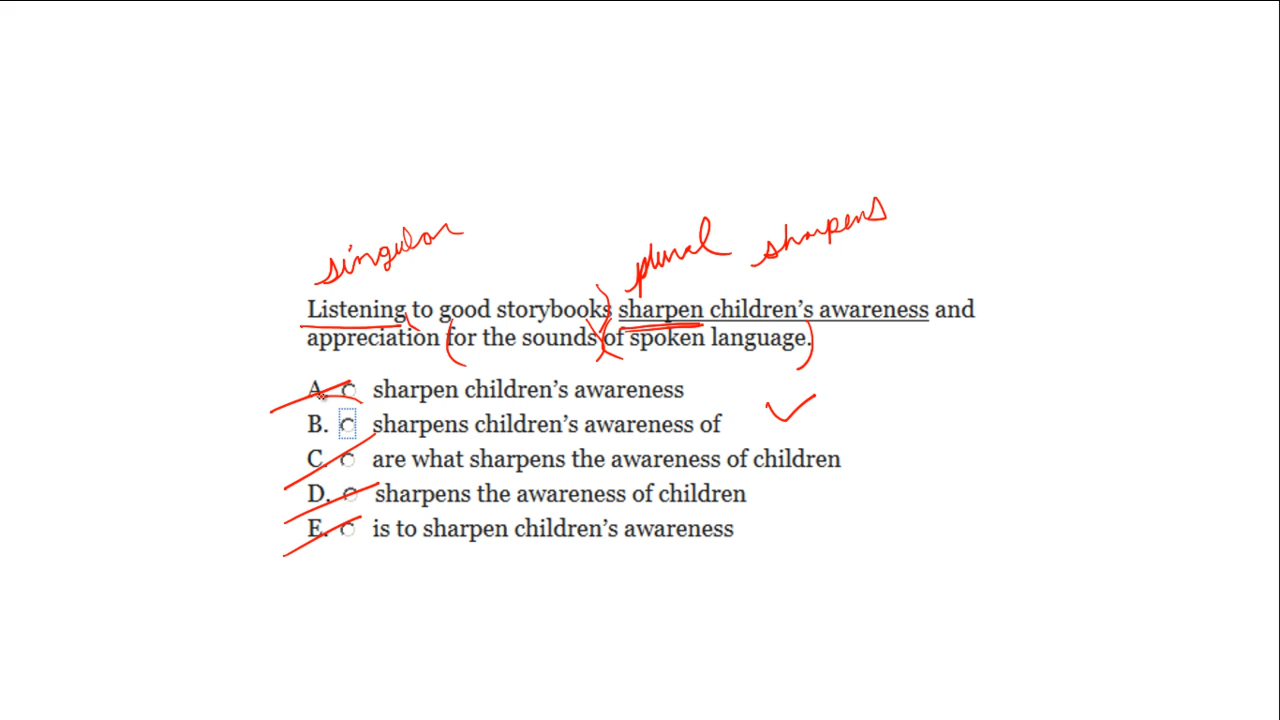 singular plural sharpens
Listening to good storybooks sharpen children's awareness and
appreciation for the sounds of spoken language.
A. sharpen children's awareness
B. sharpens children's awareness of
C. are what sharpens the awareness of children
D. sharpens the awareness of children
E. is to sharpen children's awareness